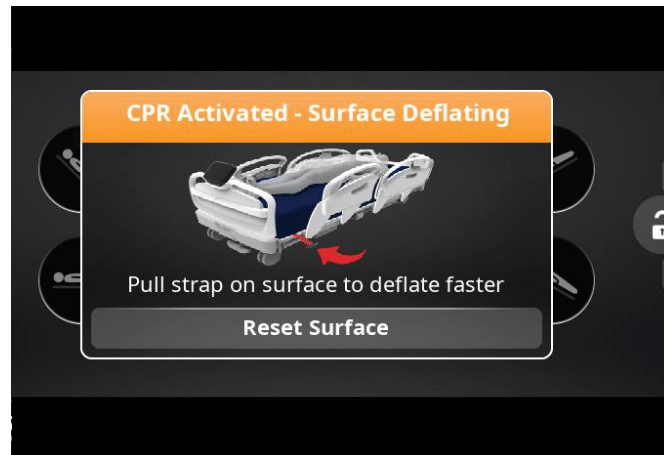 CPR Activated - Surface Deflating
Pull strap on surface to deflate faster
Reset Surface